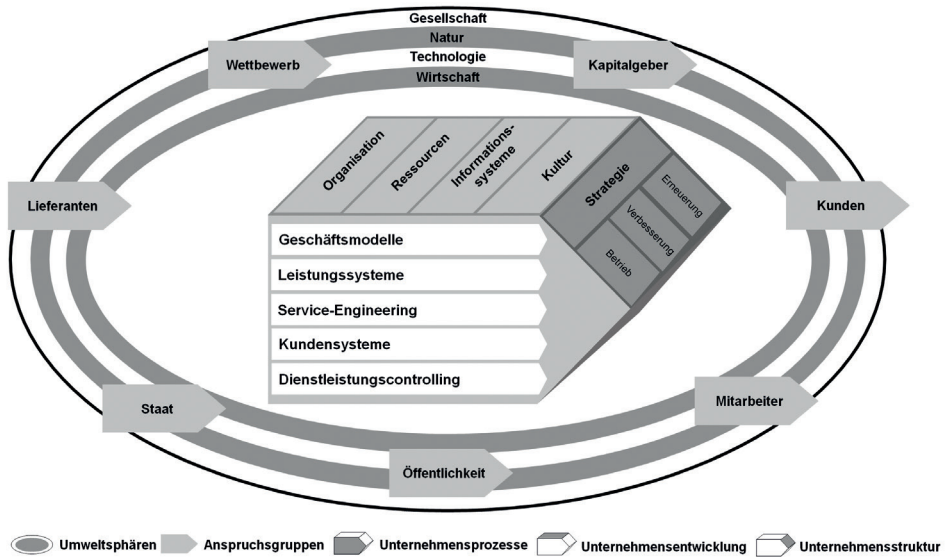 Gesellschaft
Natur
Technologie
Wirtschaft
Wettbewerb
Kapitalgeber
Lieferanten
Kunden
Organisation
Ressourcen
Informations-
systeme
Kultur
Strategie
Erneuerung
Verbesserung
Betrieb
Geschäftsmodelle
Leistungssysteme
Service-Engineering
Kundensysteme
Dienstleistungscontrolling
Staat
Mitarbeiter
Öffentlichkeit
Umweltsphären Anspruchsgruppen Unternehmensprozesse Unternehmensentwicklung Unternehmensstruktur